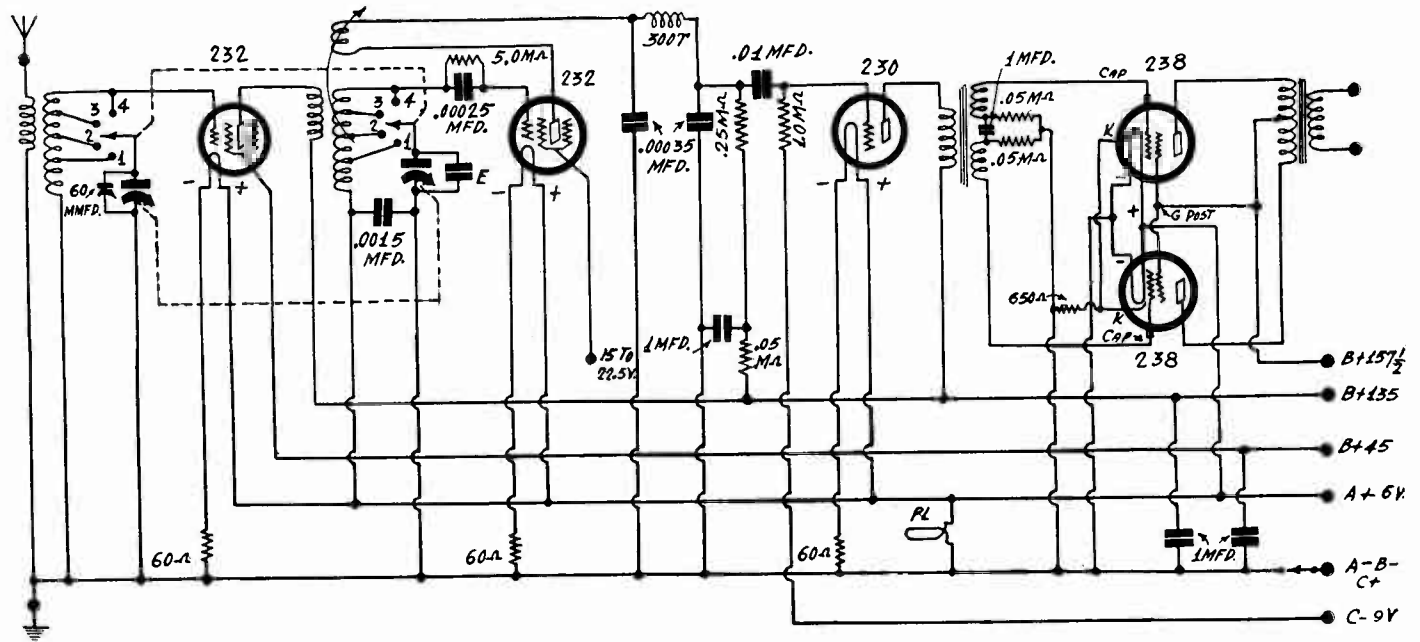 232
5.0MΩ
232
300T
.01 MFD.
230
1MFD.
CAP
238
3
4
2
1
3
4
2
1
.00025
MFD.
.00035
MFD.
.25MΩ
2.0MΩ
.05MΩ
.05MΩ
K
60
MMFD.
-
+
E
-
+
-
+
+
G POST
.0015
MFD.
-
650Ω
K
CAP
238
15 TO
22.5V.
1MFD.
.05
MΩ
B+157½
B+135
B+45
A+6V.
PL
60Ω
60Ω
60Ω
1MFD.
A-B-
C+
C-9V